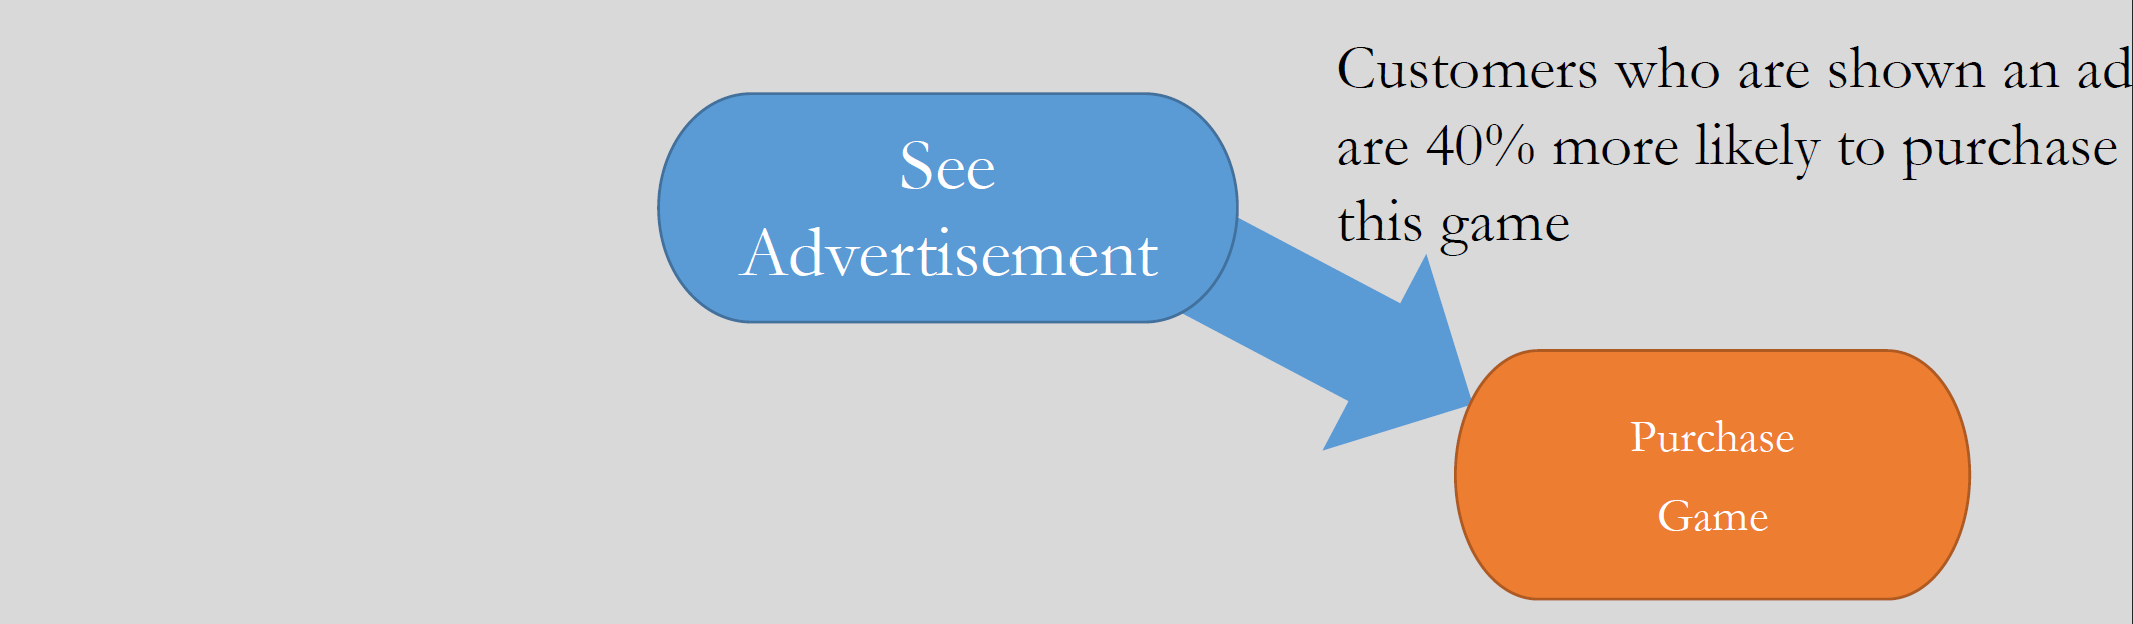 See
Advertisement
Customers who are shown an ad
are 40% more likely to purchase
this game
Purchase
Game